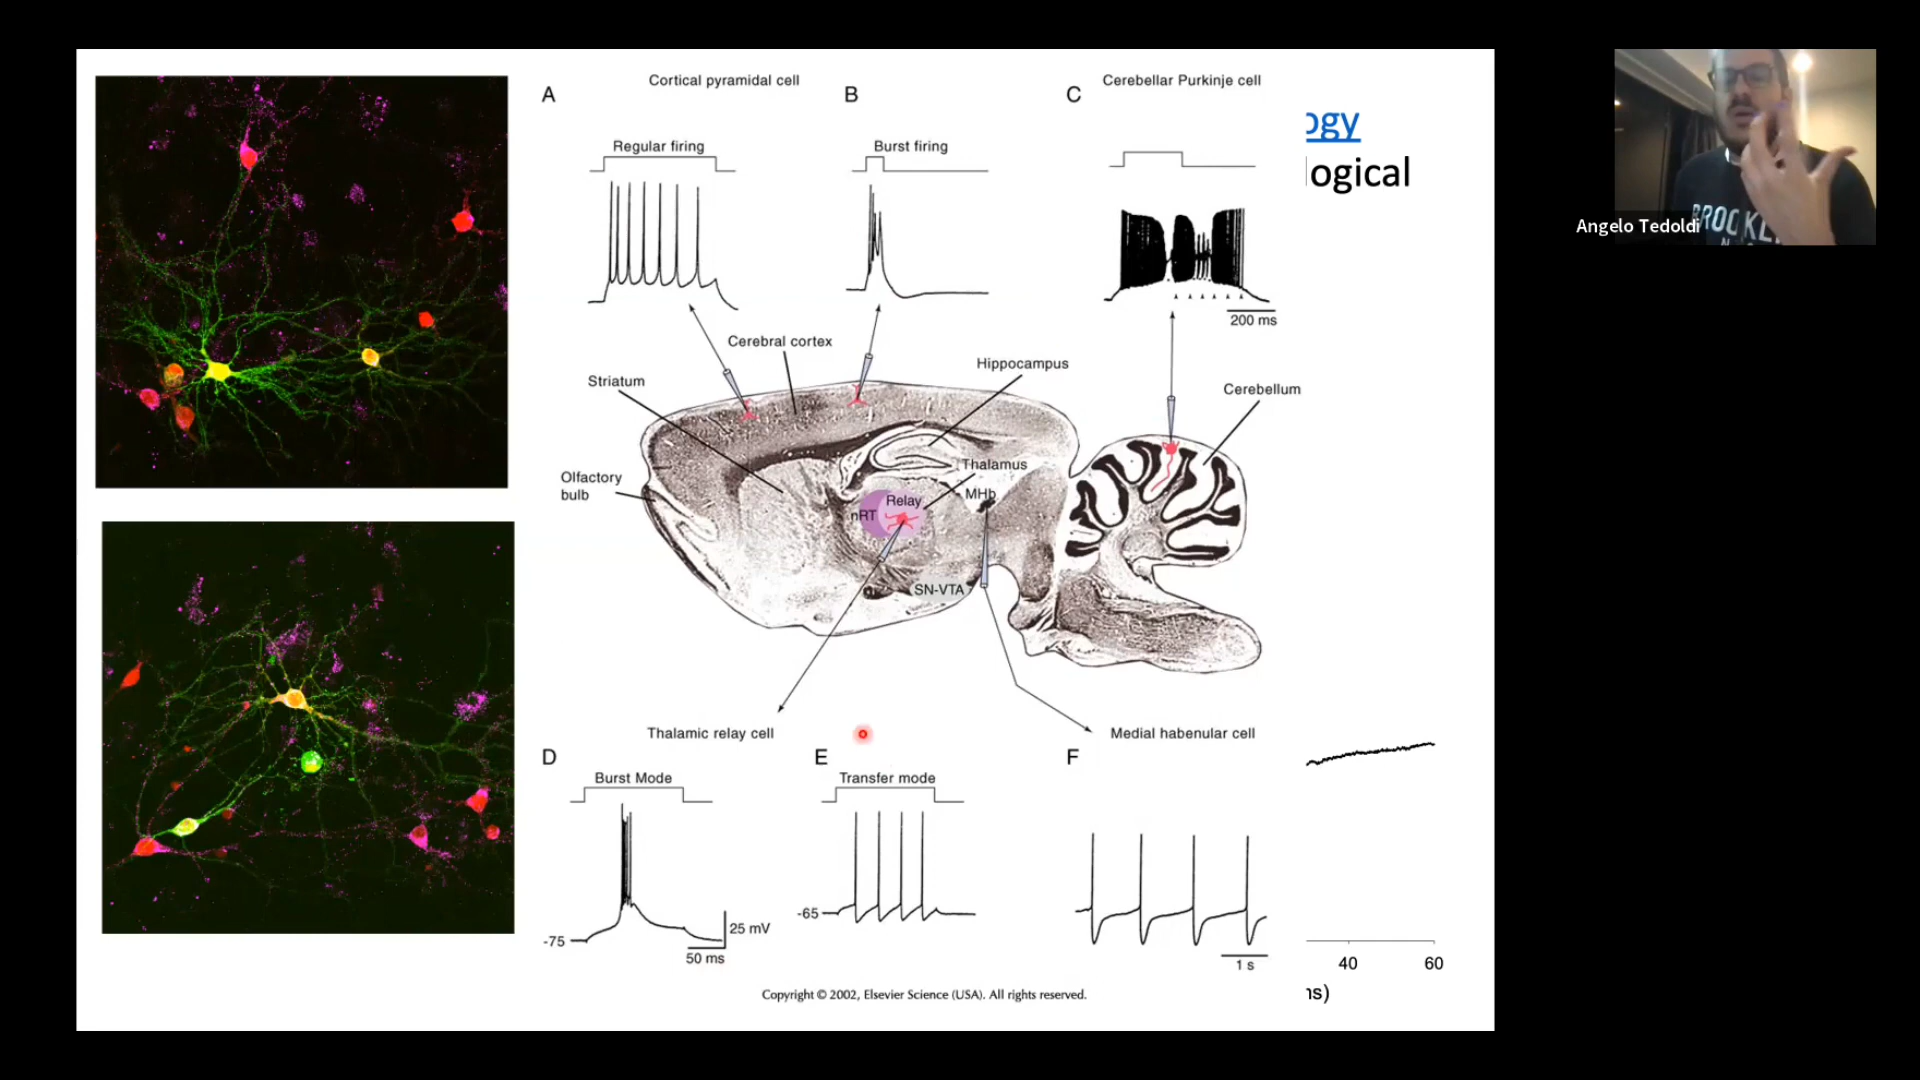 A
Cortical pyramidal cell
B
C
Cerebellar Purkinje cell
Regular firing
Burst firing
ogy
logical
200 ms
Cerebral cortex
Striatum
Hippocampus
Cerebellum
Olfactory
bulb
Thalamus
MHb
Relay
nRT
SN-VTA
Thalamic relay cell
Medial habenular cell
D
E
F
Burst Mode
Transfer mode
-65
-75
25 mV
50 ms
1 s
40
60
ns)
Copyright © 2002, Elsevier Science (USA). All rights reserved.
Angelo Tedoldi
BROOKL
N